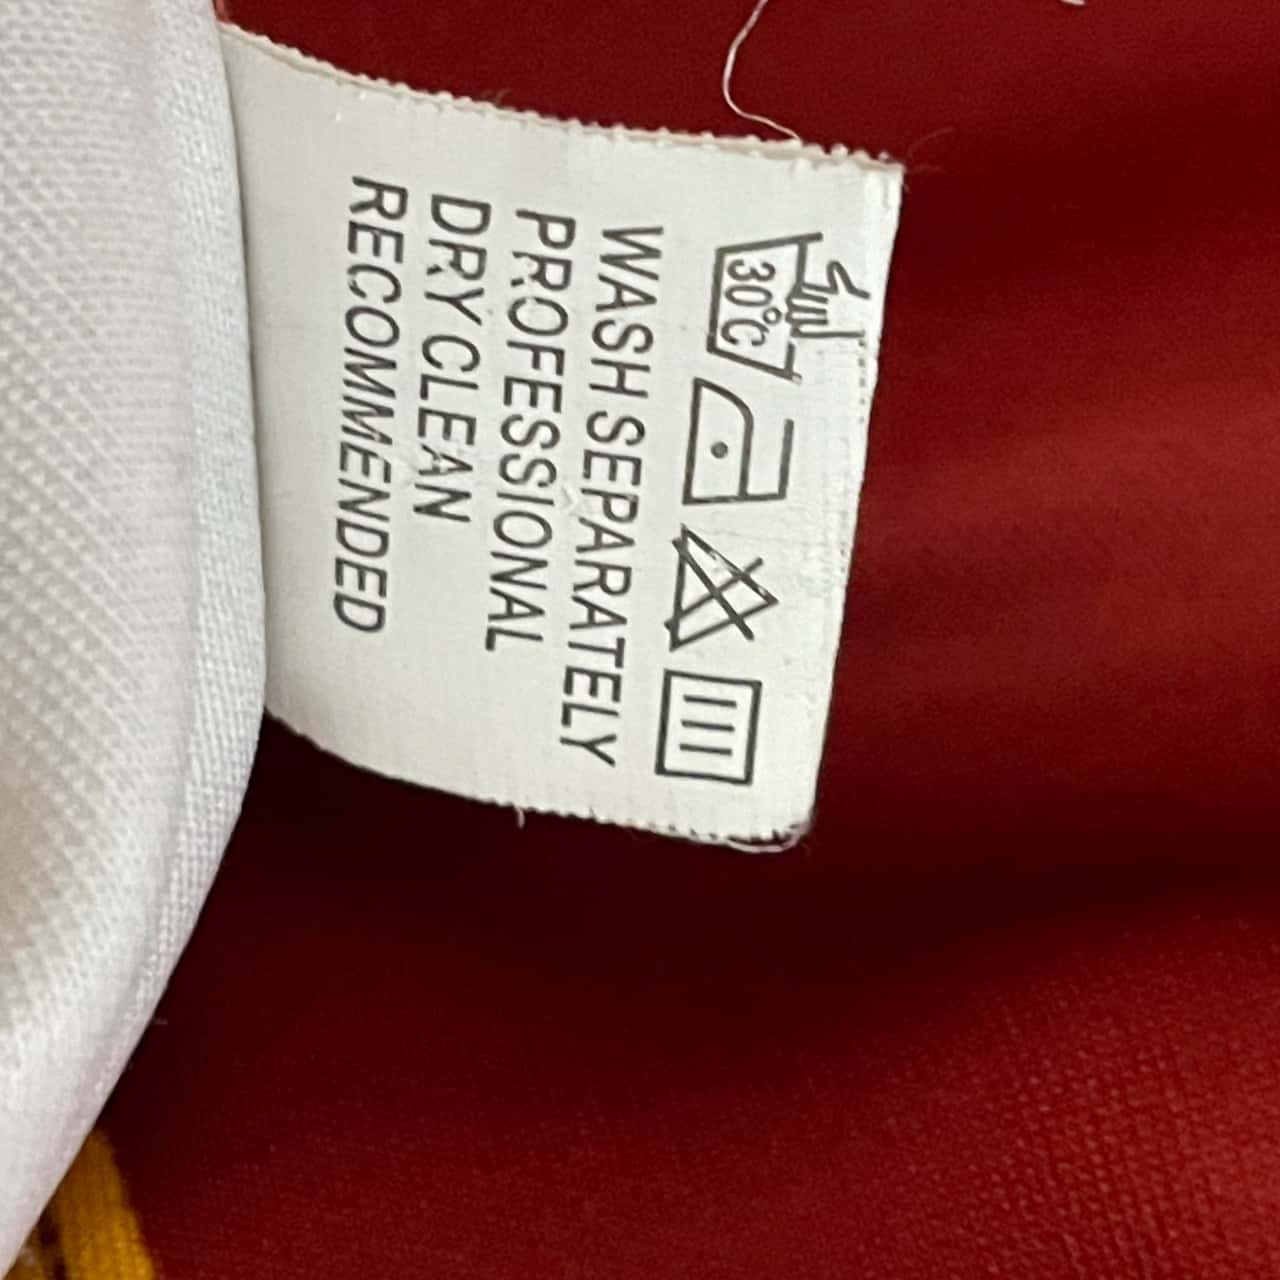 30°C
WASH SEPARATELY
PROFESSIONAL
DRY CLEAN
RECOMMENDED